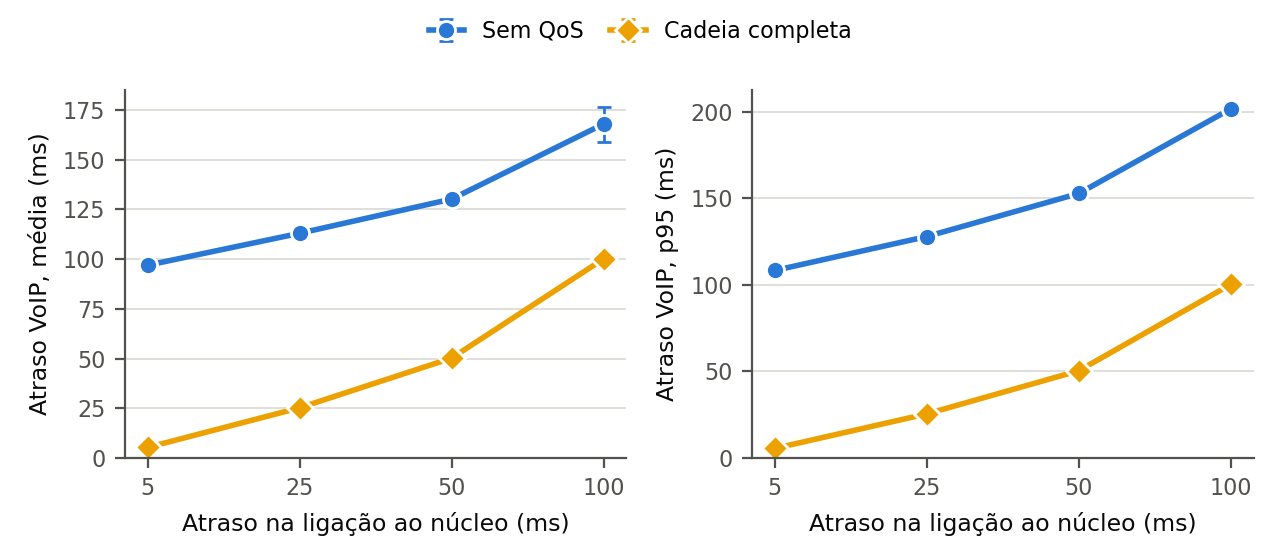 Sem QoS Cadeia completa
Atraso VoIP, média (ms)
175
150
125
100
75
50
25
0
5 25 50 100
Atraso na ligação ao núcleo (ms)
Atraso VoIP, p95 (ms)
200
150
100
50
0
5 25 50 100
Atraso na ligação ao núcleo (ms)